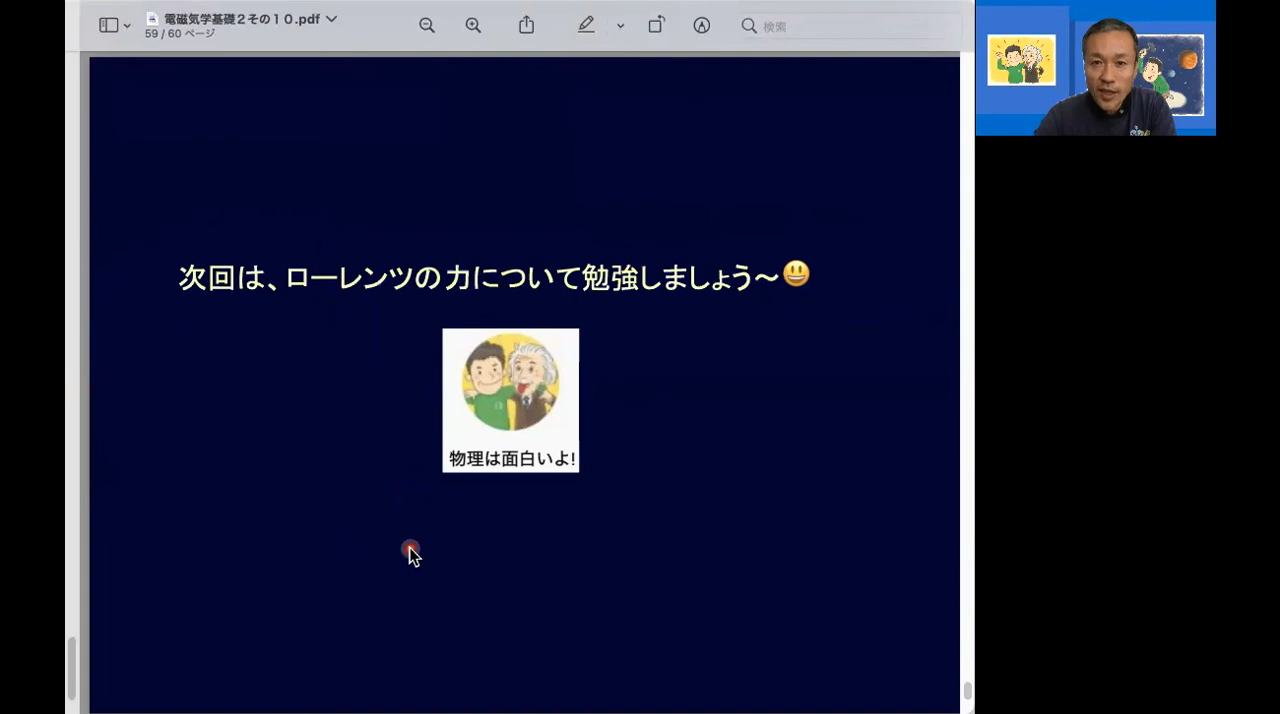 電磁気学基礎２その１０.pdf
59 / 60 ページ
検索
次回は、ローレンツの力について勉強しましょう〜😃
物理は面白いよ!